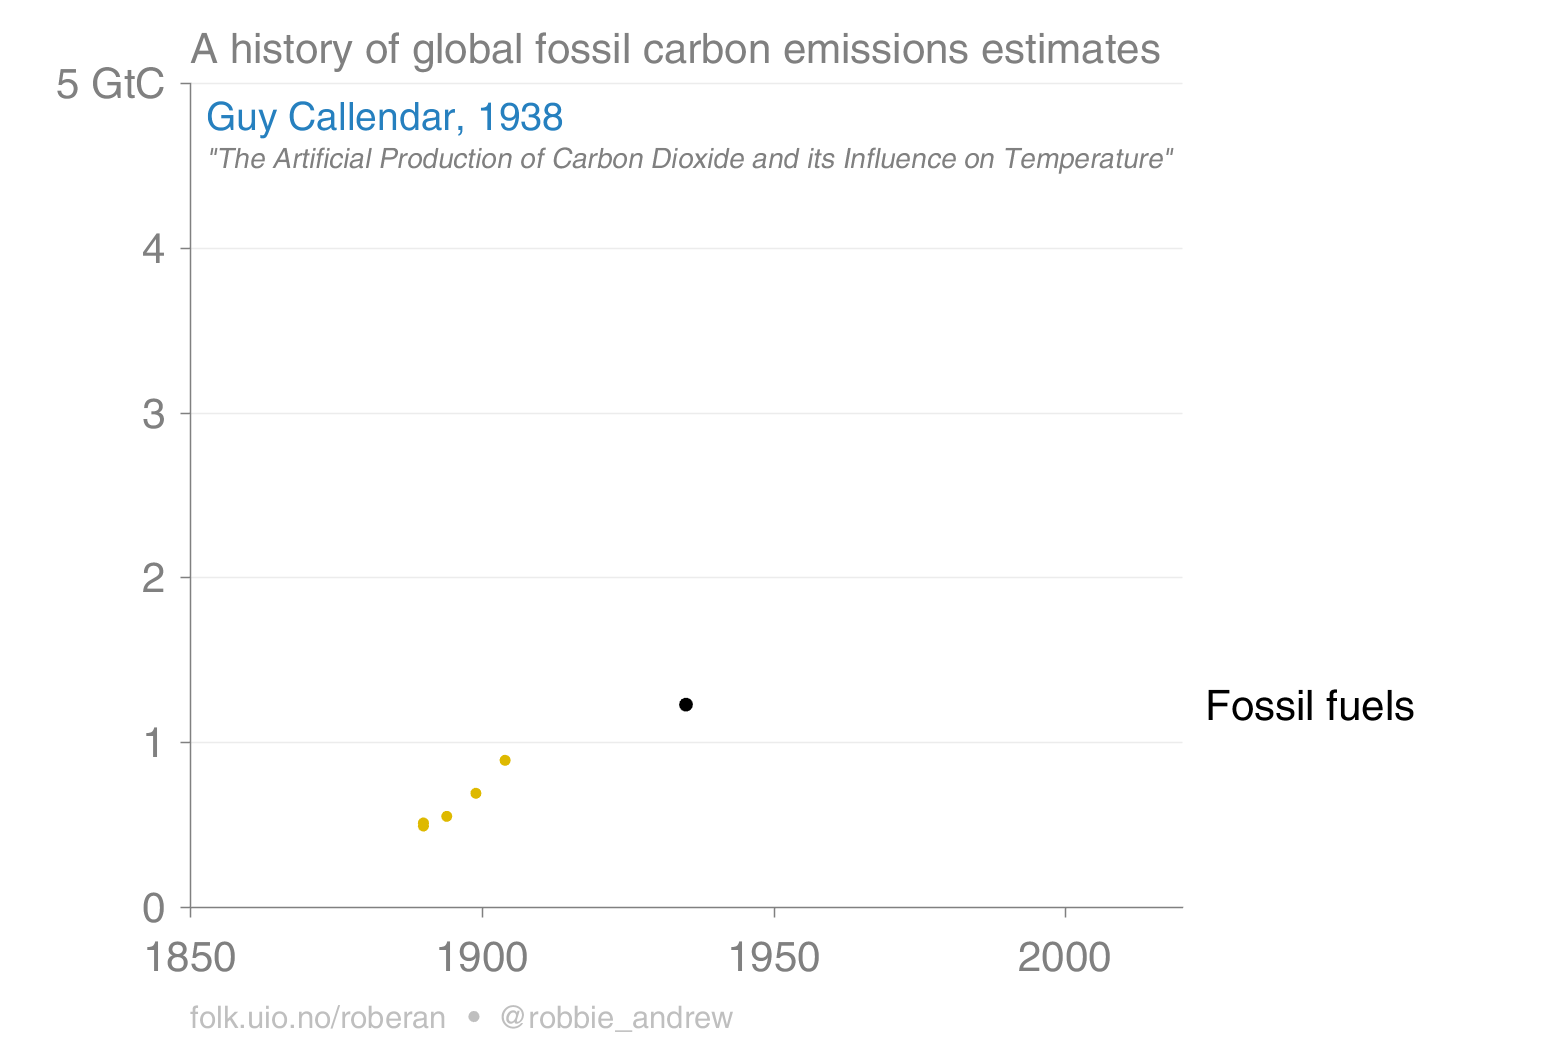 A history of global fossil carbon emissions estimates
5 GtC
Guy Callendar, 1938
"The Artificial Production of Carbon Dioxide and its Influence on Temperature"
4
3
2
Fossil fuels
1
0
1850 1900 1950 2000
folk.uio.no/roberan • @robbie_andrew